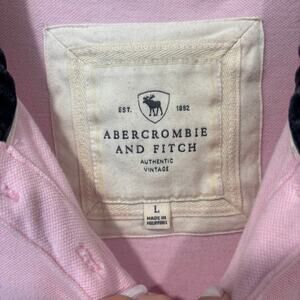 EST. 1892
ABERCROMBIE
AND FITCH
AUTHENTIC
VINTAGE
L
MADE IN
PHILIPPINES